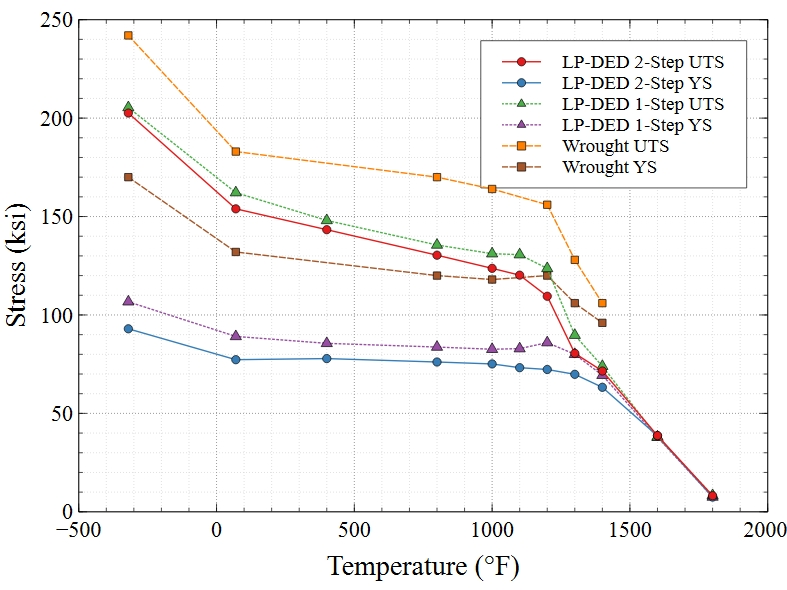 250
200
150
100
50
0
Stress (ksi)
LP-DED 2-Step UTS
LP-DED 2-Step YS
LP-DED 1-Step UTS
LP-DED 1-Step YS
Wrought UTS
Wrought YS
−500 0 500 1000 1500 2000
Temperature (°F)